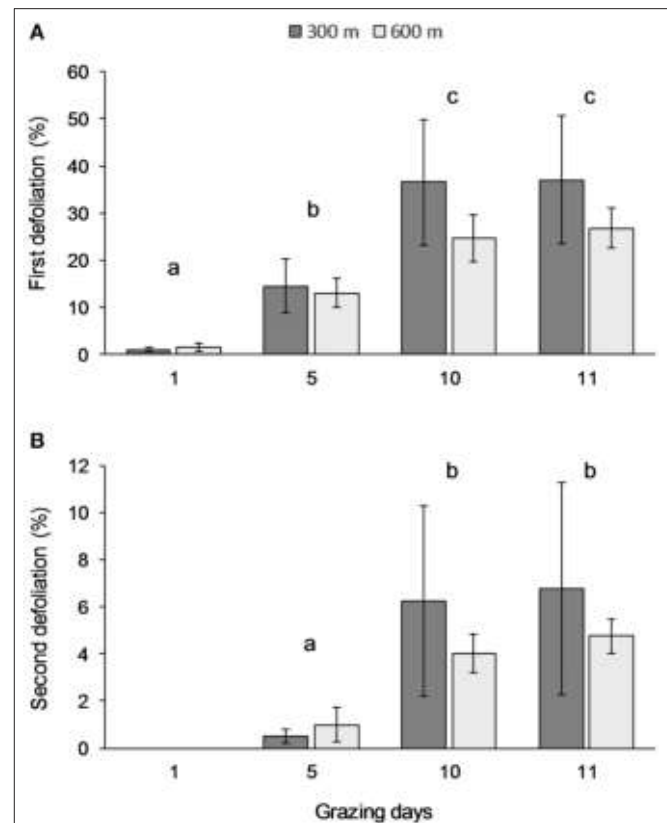 A
300 m 600 m
First defoliation (%)
60
50
40
30
20
10
0
a
b
c
c
1 5 10 11
B
Second defoliation (%)
12
10
8
6
4
2
0
a
b
b
1 5 10 11
Grazing days